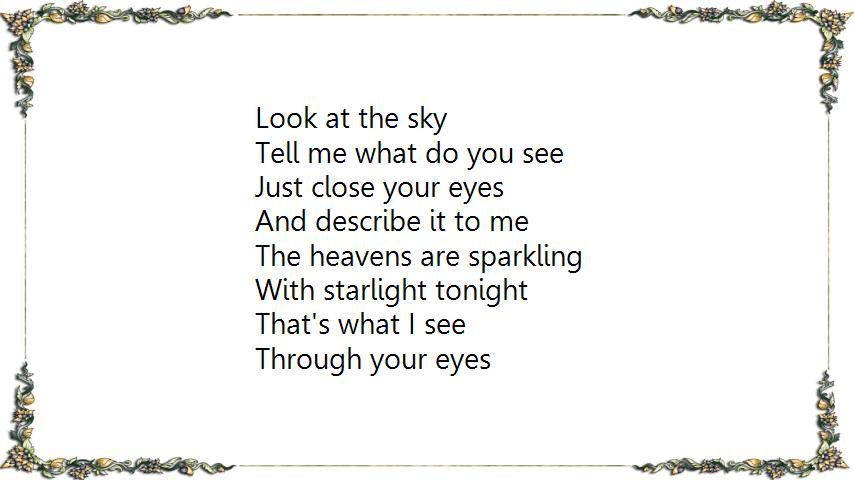 Look at the sky
Tell me what do you see
Just close your eyes
And describe it to me
The heavens are sparkling
With starlight tonight
That's what I see
Through your eyes